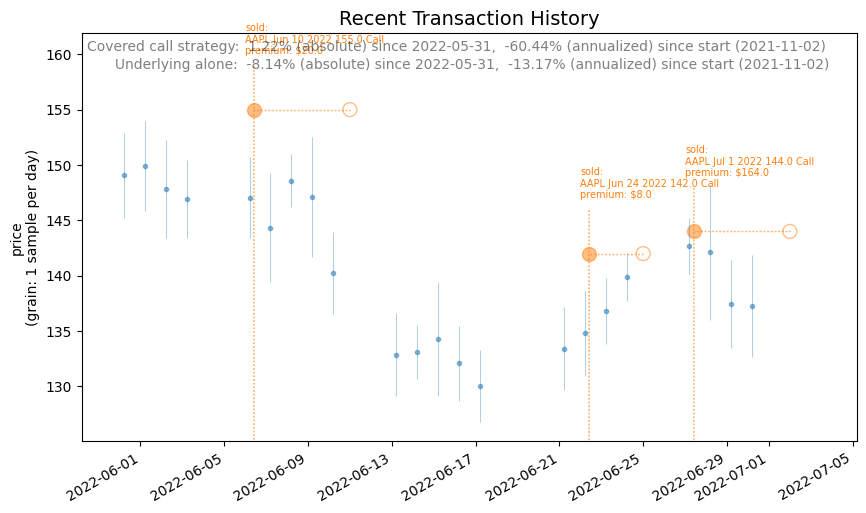 Recent Transaction History
sold:
AAPL Jun 10 2022 155.0 Call
premium: $20.0
Covered call strategy:  1.22% (absolute) since 2022-05-31,  -60.44% (annualized) since start (2021-11-02)
Underlying alone:  -8.14% (absolute) since 2022-05-31,  -13.17% (annualized) since start (2021-11-02)
sold:
AAPL Jul 1 2022 144.0 Call
premium: $164.0
sold:
AAPL Jun 24 2022 142.0 Call
premium: $8.0
price
(grain: 1 sample per day)
160
155
150
145
140
135
130
2022-06-01
2022-06-05
2022-06-09
2022-06-13
2022-06-17
2022-06-21
2022-06-25
2022-06-29
2022-07-01
2022-07-05